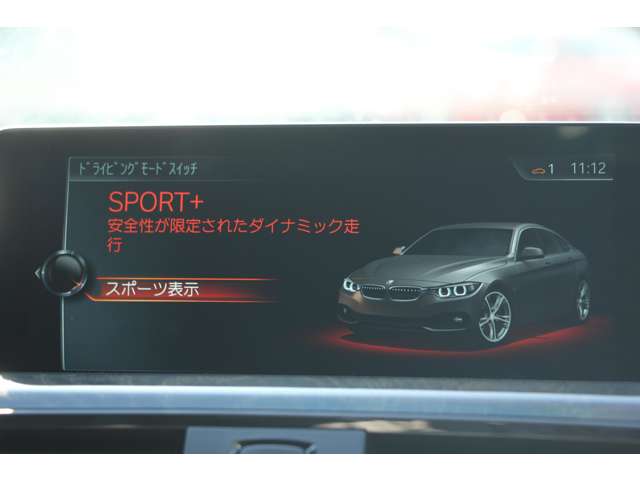 ﾄﾞﾗｲﾋﾞﾝｸﾞﾓｰﾄﾞｽｲｯﾁ
1 11:12
SPORT+
安全性が限定されたダイナミック走
行
スポーツ表示